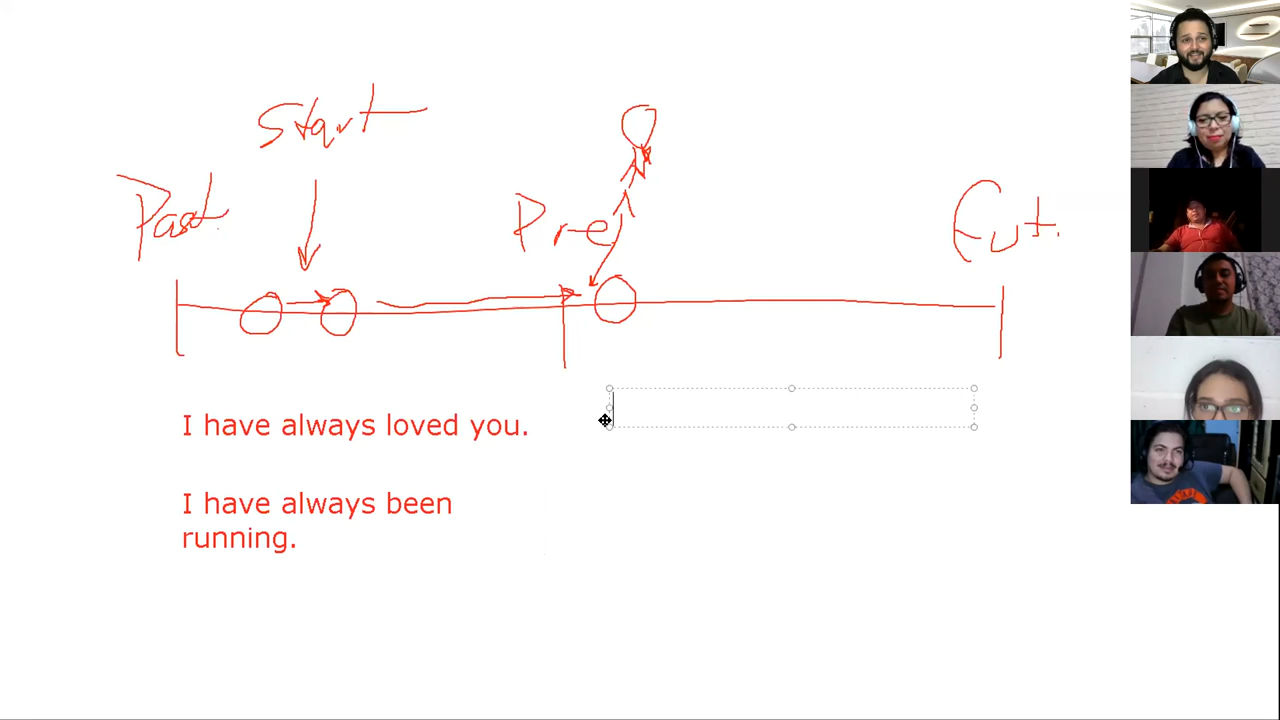 Start
Past
Pre
Fut.
I have always loved you.
I have always been
running.